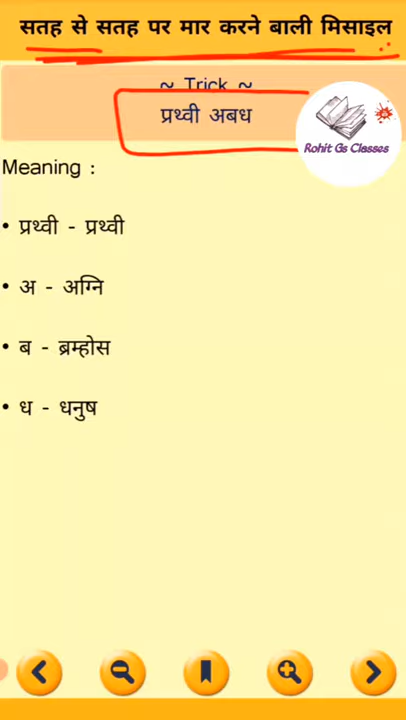 सतह से सतह पर मार करने बाली मिसाइल
~ Trick ~
प्रथ्वी अबध
Rohit Gs Classes
Meaning :
• प्रथ्वी - प्रथ्वी
• अ - अग्नि
• ब - ब्रम्होस
• ध - धनुष